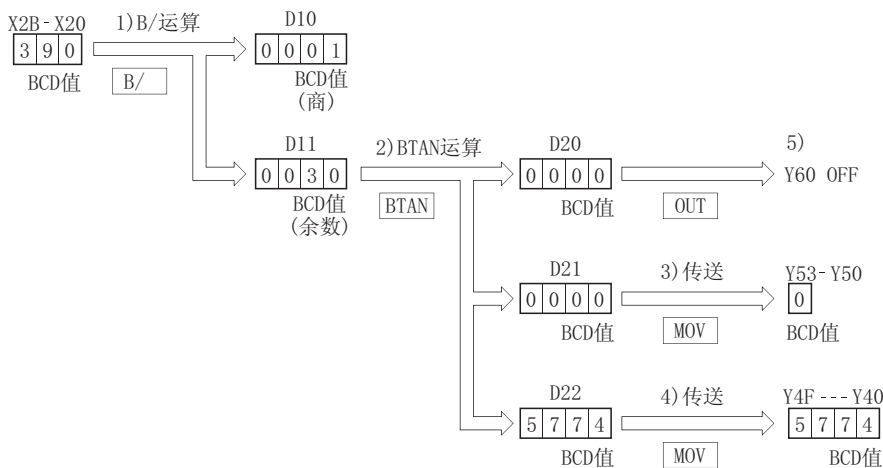 X2B-X20 1)B/运算 D10
3 9 0 0 0 0 1
BCD值 B/ BCD值
(商)
D11 2)BTAN运算 D20 5)
0 0 3 0 0 0 0 0 Y60 OFF
BCD值 BTAN BCD值 OUT
(余数)
D21 3)传送 Y53-Y50
0 0 0 0 0
BCD值 MOV BCD值
D22 4)传送 Y4F---Y40
5 7 7 4 5 7 7 4
BCD值 MOV BCD值